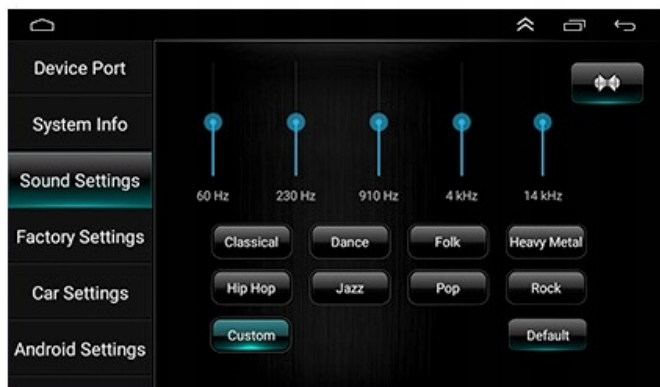 Device Port
System Info
Sound Settings
Factory Settings
Car Settings
Android Settings
60 Hz 230 Hz 910 Hz 4 kHz 14 kHz
Classical Dance Folk Heavy Metal
Hip Hop Jazz Pop Rock
Custom Default